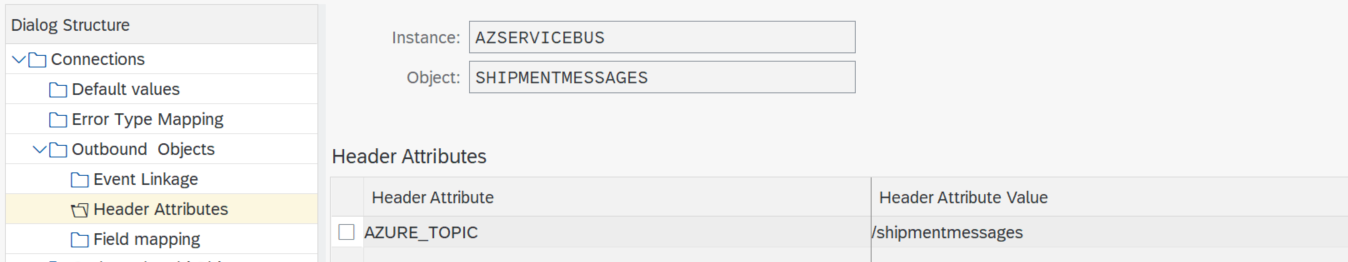 Dialog Structure
Connections
Default values
Error Type Mapping
Outbound Objects
Event Linkage
Header Attributes
Field mapping
Instance: AZSERVICEBUS
Object: SHIPMENTMESSAGES
Header Attributes
Header Attribute Header Attribute Value
AZURE_TOPIC /shipmentmessages